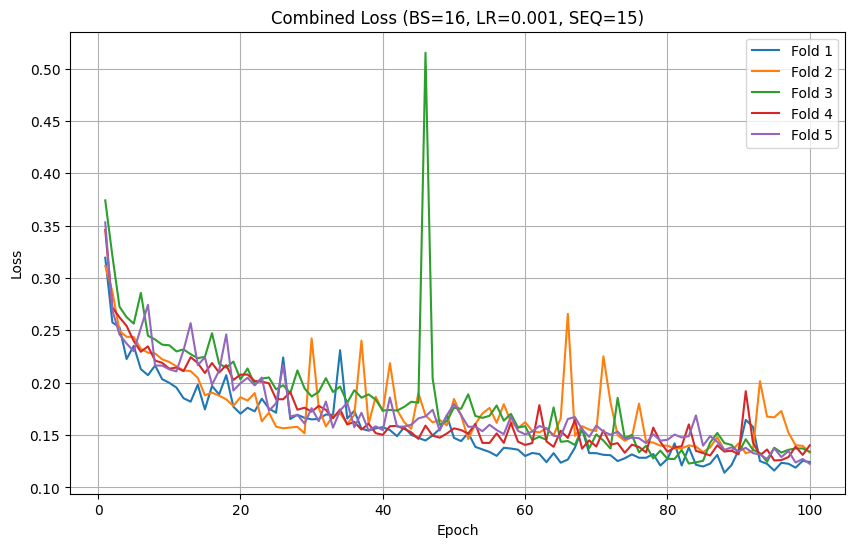 Combined Loss (BS=16, LR=0.001, SEQ=15)
Fold 1
Fold 2
Fold 3
Fold 4
Fold 5
Loss
0.50
0.45
0.40
0.35
0.30
0.25
0.20
0.15
0.10
0
20
40
60
80
100
Epoch